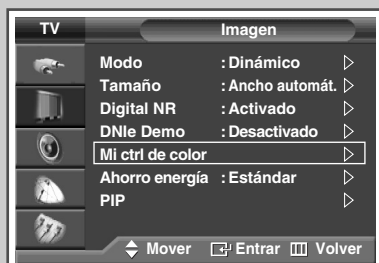 TV Imagen
Modo : Dinámico
Tamaño : Ancho automát.
Digital NR : Activado
DNIe Demo : Desactivado
Mi ctrl de color
Ahorro energía : Estándar
PIP
Mover Entrar Volver